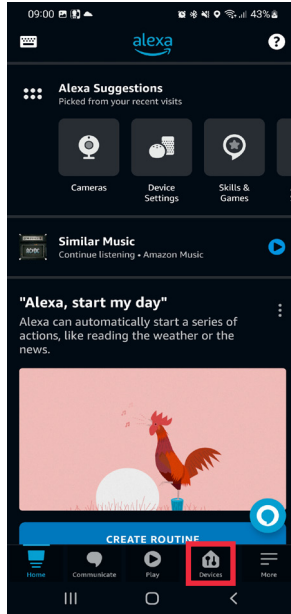 09:00
43%
alexa
?
Alexa Suggestions
Picked from your recent visits
Cameras
Device
Settings
Skills &
Games
Similar Music
Continue listening • Amazon Music
"Alexa, start my day"
Alexa can automatically start a series of
actions, like reading the weather or the
news.
CREATE ROUTINE
Home
Communicate
Play
Devices
More